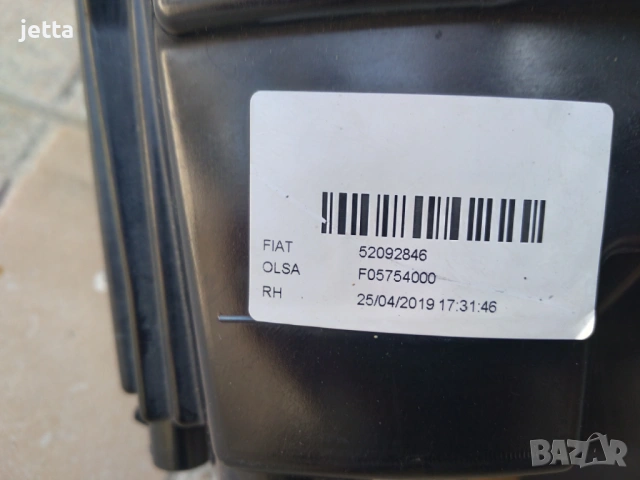 jetta
FIAT 52092846
OLSA F05754000
RH 25/04/2019 17:31:46
BAZAR